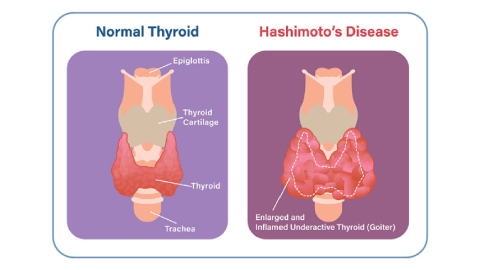 Normal Thyroid
Epiglottis
Thyroid
Cartilage
Thyroid
Trachea
Hashimoto's Disease
Enlarged and
Inflamed Underactive Thyroid (Goiter)